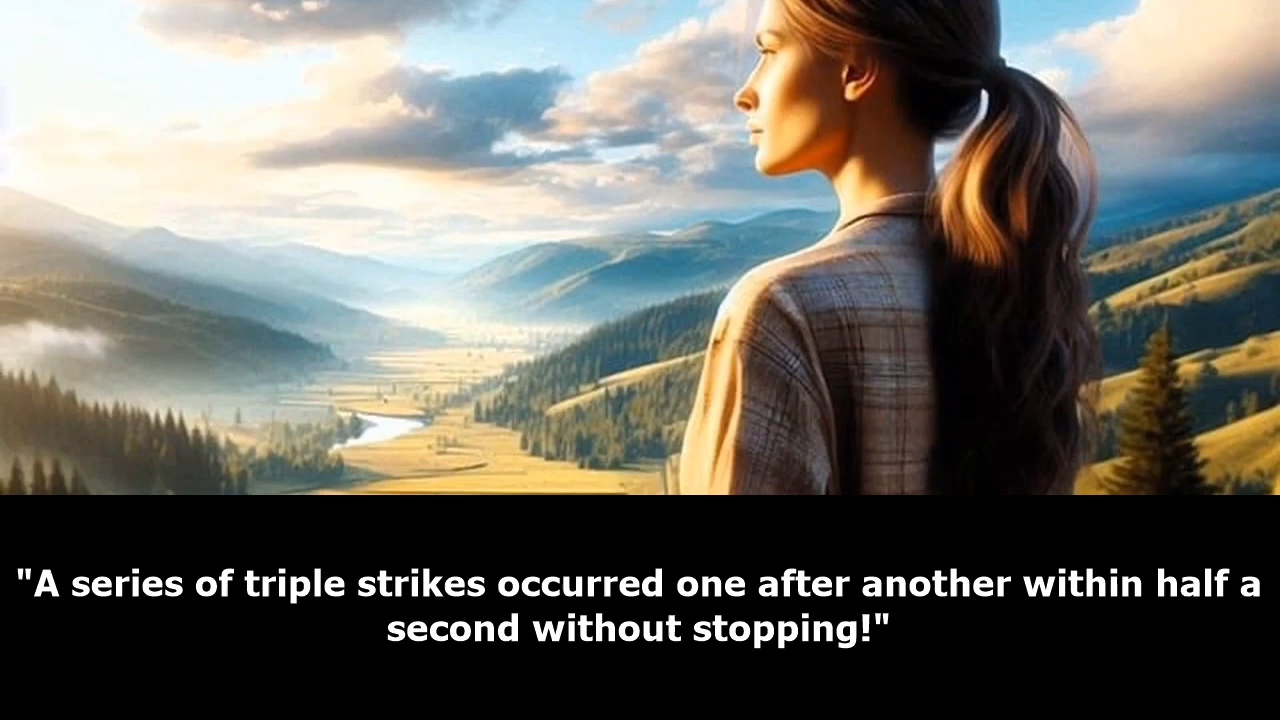 "A series of triple strikes occurred one after another within half a
second without stopping!"